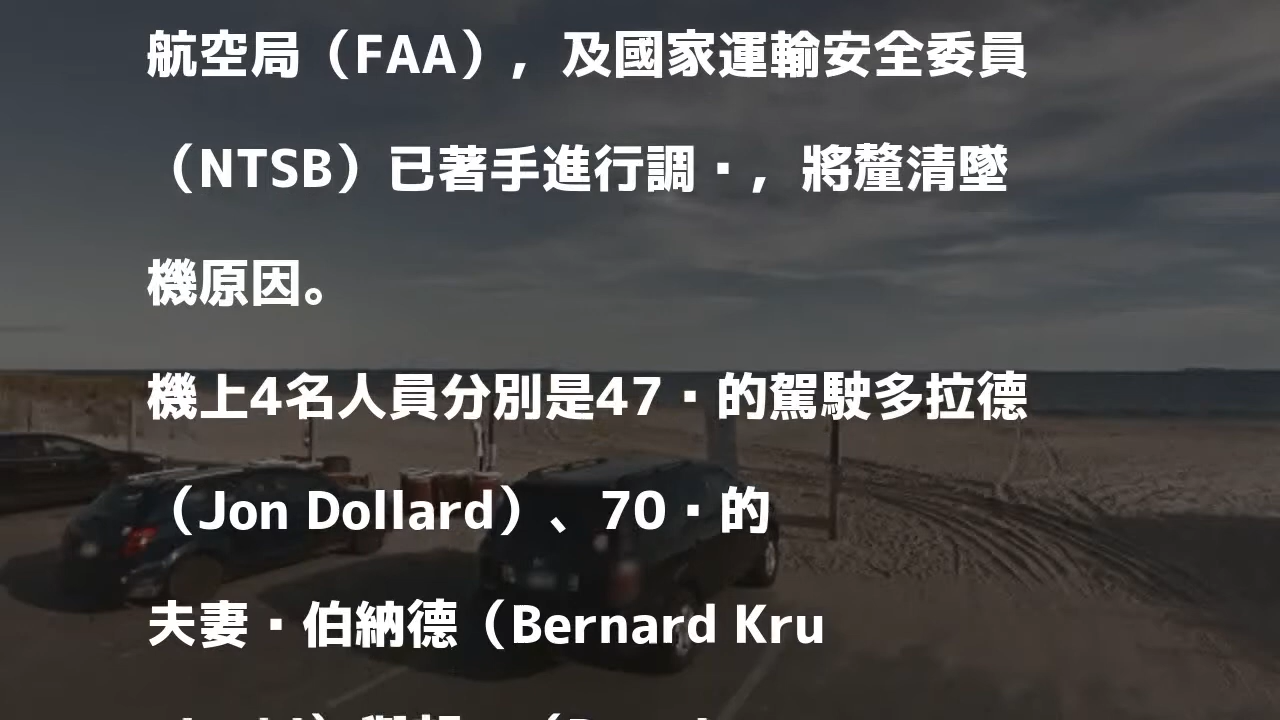 航空局（FAA），及國家運輸安全委員
（NTSB）已著手進行調▪，將釐清墜
機原因。
機上4名人員分別是47▪的駕駛多拉德
（Jon Dollard）、70▪的
夫妻▪伯納德（Bernard Kru